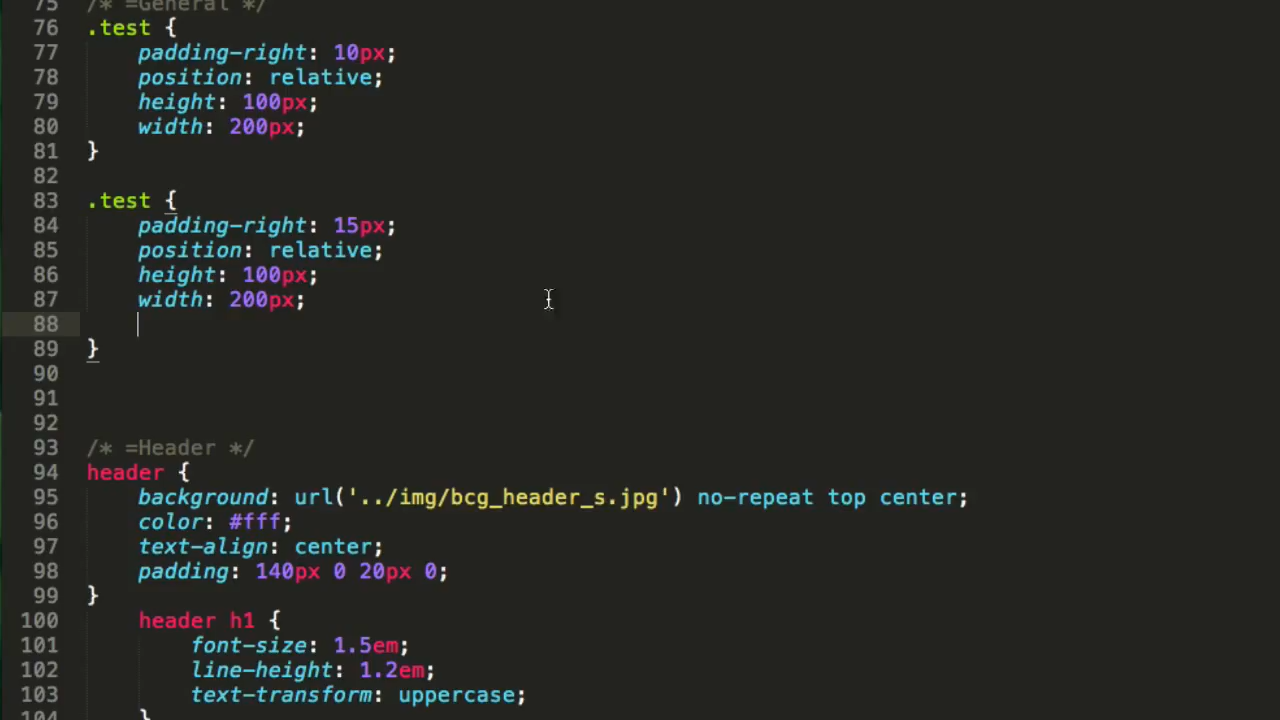 75 /* =General */
76 .test {
77 padding-right: 10px;
78 position: relative;
79 height: 100px;
80 width: 200px;
81 }
82
83 .test {
84 padding-right: 15px;
85 position: relative;
86 height: 100px;
87 width: 200px;
88
89 }
90
91
92
93 /* =Header */
94 header {
95 background: url('../img/bcg_header_s.jpg') no-repeat top center;
96 color: #fff;
97 text-align: center;
98 padding: 140px 0 20px 0;
99 }
100 header h1 {
101 font-size: 1.5em;
102 line-height: 1.2em;
103 text-transform: uppercase;
104 }